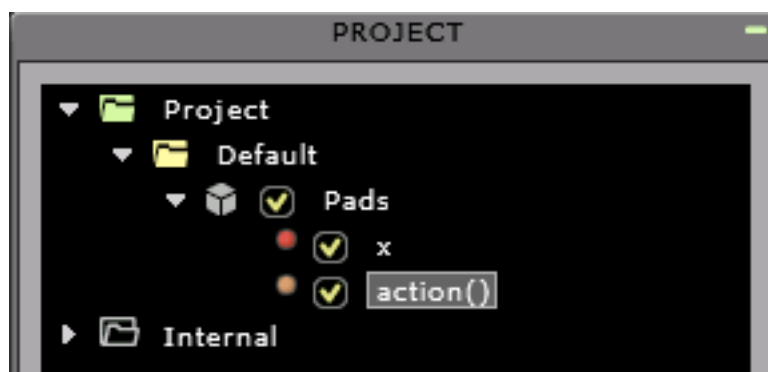 PROJECT
Project
Default
Pads
x
action()
Internal